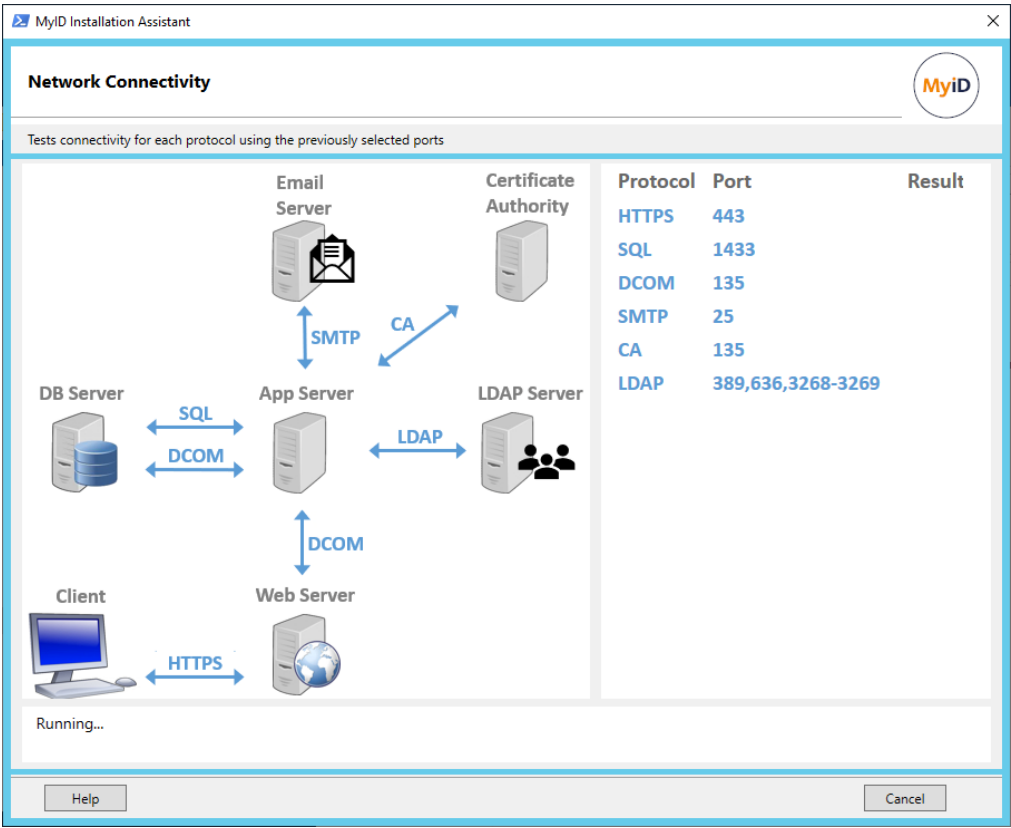 MyID Installation Assistant
Network Connectivity
MyiD
Tests connectivity for each protocol using the previously selected ports
Email
Server
Certificate
Authority
SMTP
CA
DB Server
App Server
LDAP Server
SQL
DCOM
LDAP
DCOM
Client
Web Server
HTTPS
Protocol Port Result
HTTPS 443
SQL 1433
DCOM 135
SMTP 25
CA 135
LDAP 389,636,3268-3269
Running...
Help
Cancel